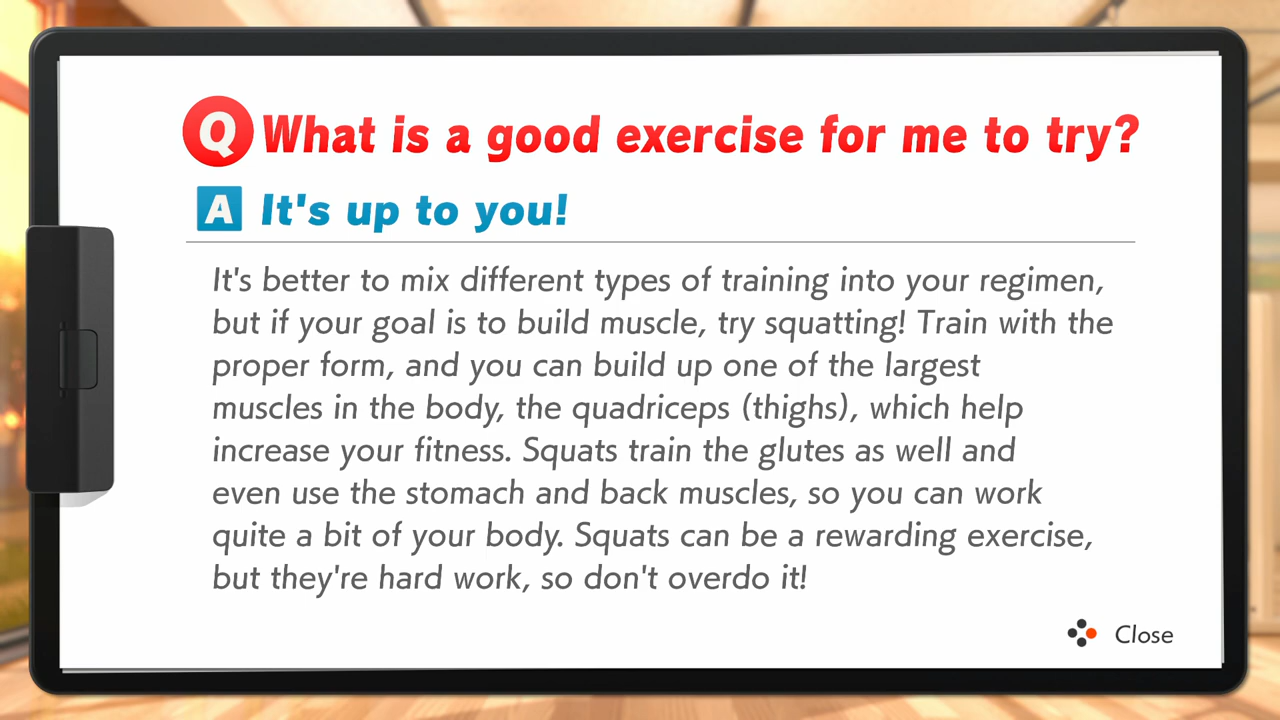 Q What is a good exercise for me to try?
A It's up to you!
It's better to mix different types of training into your regimen,
but if your goal is to build muscle, try squatting! Train with the
proper form, and you can build up one of the largest
muscles in the body, the quadriceps (thighs), which help
increase your fitness. Squats train the glutes as well and
even use the stomach and back muscles, so you can work
quite a bit of your body. Squats can be a rewarding exercise,
but they're hard work, so don't overdo it!
Close